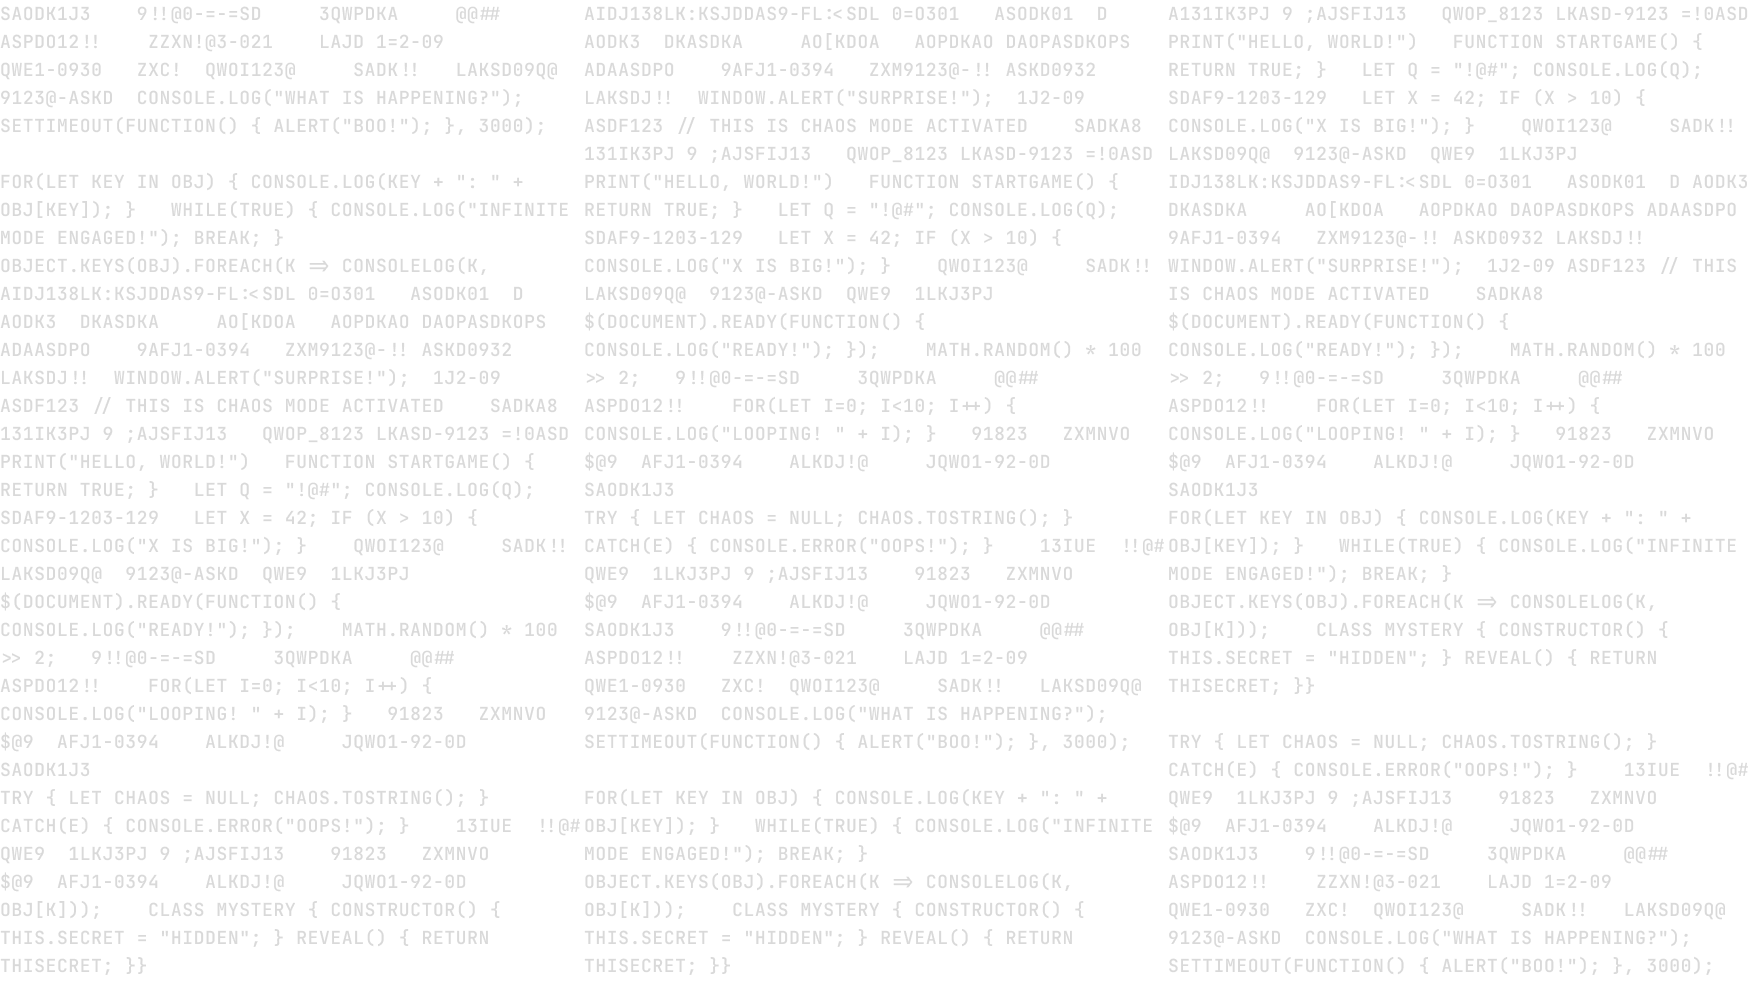 SAODK1J3    9!!@0-=-=SD     3QWPDKA     @@##
ASPDO12!!    ZZXN!@3-021    LAJD 1=2-09
QWE1-0930   ZXC!  QWOI123@     SADK!!   LAKSD09Q@
9123@-ASKD  CONSOLE.LOG("WHAT IS HAPPENING?");
SETTIMEOUT(FUNCTION() { ALERT("BOO!"); }, 3000);
FOR(LET KEY IN OBJ) { CONSOLE.LOG(KEY + ": " +
OBJ[KEY]); }   WHILE(TRUE) { CONSOLE.LOG("INFINITE
MODE ENGAGED!"); BREAK; }
OBJECT.KEYS(OBJ).FOREACH(K => CONSOLELOG(K,
AIDJ138LK:KSJDDAS9-FL:<SDL 0=O301   ASODK01  D
AODK3  DKASDKA     AO[KDOA   AOPDKAO DAOPASDKOPS
ADAASDPO    9AFJ1-0394   ZXM9123@-!! ASKD0932
LAKSDJ!!  WINDOW.ALERT("SURPRISE!");  1J2-09
ASDF123 // THIS IS CHAOS MODE ACTIVATED    SADKA8
131IK3PJ 9 ;AJSFIJ13   QWOP_8123 LKASD-9123 =!0ASD
PRINT("HELLO, WORLD!")   FUNCTION STARTGAME() {
RETURN TRUE; }   LET Q = "!@#"; CONSOLE.LOG(Q);
SDAF9-1203-129   LET X = 42; IF (X > 10) {
CONSOLE.LOG("X IS BIG!"); }    QWOI123@     SADK!!
LAKSD09Q@  9123@-ASKD  QWE9  1LKJ3PJ
$(DOCUMENT).READY(FUNCTION() {
CONSOLE.LOG("READY!"); });    MATH.RANDOM() * 100
>> 2;   9!!@0-=-=SD     3QWPDKA     @@##
ASPDO12!!    FOR(LET I=0; I<10; I++) {
CONSOLE.LOG("LOOPING! " + I); }   91823   ZXMNVO
$@9  AFJ1-0394    ALKDJ!@     JQWO1-92-0D
SAODK1J3
TRY { LET CHAOS = NULL; CHAOS.TOSTRING(); }
CATCH(E) { CONSOLE.ERROR("OOPS!"); }    13IUE  !!@#
QWE9  1LKJ3PJ 9 ;AJSFIJ13    91823   ZXMNVO
$@9  AFJ1-0394    ALKDJ!@     JQWO1-92-0D
OBJ[K]));    CLASS MYSTERY { CONSTRUCTOR() {
THIS.SECRET = "HIDDEN"; } REVEAL() { RETURN
THISECRET; }}
AIDJ138LK:KSJDDAS9-FL:<SDL 0=O301   ASODK01  D
AODK3  DKASDKA     AO[KDOA   AOPDKAO DAOPASDKOPS
ADAASDPO    9AFJ1-0394   ZXM9123@-!! ASKD0932
LAKSDJ!!  WINDOW.ALERT("SURPRISE!");  1J2-09
ASDF123 // THIS IS CHAOS MODE ACTIVATED    SADKA8
131IK3PJ 9 ;AJSFIJ13   QWOP_8123 LKASD-9123 =!0ASD
PRINT("HELLO, WORLD!")   FUNCTION STARTGAME() {
RETURN TRUE; }   LET Q = "!@#"; CONSOLE.LOG(Q);
SDAF9-1203-129   LET X = 42; IF (X > 10) {
CONSOLE.LOG("X IS BIG!"); }    QWOI123@     SADK!!
LAKSD09Q@  9123@-ASKD  QWE9  1LKJ3PJ
$(DOCUMENT).READY(FUNCTION() {
CONSOLE.LOG("READY!"); });    MATH.RANDOM() * 100
>> 2;   9!!@0-=-=SD     3QWPDKA     @@##
ASPDO12!!    FOR(LET I=0; I<10; I++) {
CONSOLE.LOG("LOOPING! " + I); }   91823   ZXMNVO
$@9  AFJ1-0394    ALKDJ!@     JQWO1-92-0D
SAODK1J3
TRY { LET CHAOS = NULL; CHAOS.TOSTRING(); }
CATCH(E) { CONSOLE.ERROR("OOPS!"); }    13IUE  !!@#
QWE9  1LKJ3PJ 9 ;AJSFIJ13    91823   ZXMNVO
$@9  AFJ1-0394    ALKDJ!@     JQWO1-92-0D
SAODK1J3    9!!@0-=-=SD     3QWPDKA     @@##
ASPDO12!!    ZZXN!@3-021    LAJD 1=2-09
QWE1-0930   ZXC!  QWOI123@     SADK!!   LAKSD09Q@
9123@-ASKD  CONSOLE.LOG("WHAT IS HAPPENING?");
SETTIMEOUT(FUNCTION() { ALERT("BOO!"); }, 3000);
FOR(LET KEY IN OBJ) { CONSOLE.LOG(KEY + ": " +
OBJ[KEY]); }   WHILE(TRUE) { CONSOLE.LOG("INFINITE
MODE ENGAGED!"); BREAK; }
OBJECT.KEYS(OBJ).FOREACH(K => CONSOLELOG(K,
OBJ[K]));    CLASS MYSTERY { CONSTRUCTOR() {
THIS.SECRET = "HIDDEN"; } REVEAL() { RETURN
THISECRET; }}
A131IK3PJ 9 ;AJSFIJ13   QWOP_8123 LKASD-9123 =!0ASD
PRINT("HELLO, WORLD!")   FUNCTION STARTGAME() {
RETURN TRUE; }   LET Q = "!@#"; CONSOLE.LOG(Q);
SDAF9-1203-129   LET X = 42; IF (X > 10) {
CONSOLE.LOG("X IS BIG!"); }    QWOI123@     SADK!!
LAKSD09Q@  9123@-ASKD  QWE9  1LKJ3PJ
IDJ138LK:KSJDDAS9-FL:<SDL 0=O301   ASODK01  D AODK3
DKASDKA     AO[KDOA   AOPDKAO DAOPASDKOPS ADAASDPO
9AFJ1-0394   ZXM9123@-!! ASKD0932 LAKSDJ!!
WINDOW.ALERT("SURPRISE!");  1J2-09 ASDF123 // THIS
IS CHAOS MODE ACTIVATED    SADKA8
$(DOCUMENT).READY(FUNCTION() {
CONSOLE.LOG("READY!"); });    MATH.RANDOM() * 100
>> 2;   9!!@0-=-=SD     3QWPDKA     @@##
ASPDO12!!    FOR(LET I=0; I<10; I++) {
CONSOLE.LOG("LOOPING! " + I); }   91823   ZXMNVO
$@9  AFJ1-0394    ALKDJ!@     JQWO1-92-0D
SAODK1J3
FOR(LET KEY IN OBJ) { CONSOLE.LOG(KEY + ": " +
OBJ[KEY]); }   WHILE(TRUE) { CONSOLE.LOG("INFINITE
MODE ENGAGED!"); BREAK; }
OBJECT.KEYS(OBJ).FOREACH(K => CONSOLELOG(K,
OBJ[K]));    CLASS MYSTERY { CONSTRUCTOR() {
THIS.SECRET = "HIDDEN"; } REVEAL() { RETURN
THISECRET; }}
TRY { LET CHAOS = NULL; CHAOS.TOSTRING(); }
CATCH(E) { CONSOLE.ERROR("OOPS!"); }    13IUE  !!@#
QWE9  1LKJ3PJ 9 ;AJSFIJ13    91823   ZXMNVO
$@9  AFJ1-0394    ALKDJ!@     JQWO1-92-0D
SAODK1J3    9!!@0-=-=SD     3QWPDKA     @@##
ASPDO12!!    ZZXN!@3-021    LAJD 1=2-09
QWE1-0930   ZXC!  QWOI123@     SADK!!   LAKSD09Q@
9123@-ASKD  CONSOLE.LOG("WHAT IS HAPPENING?");
SETTIMEOUT(FUNCTION() { ALERT("BOO!"); }, 3000);